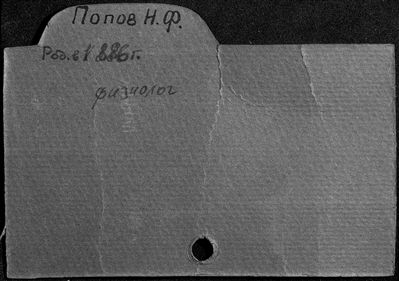 Попов Н.Ф.
Род. в 1886 г.
физиолог